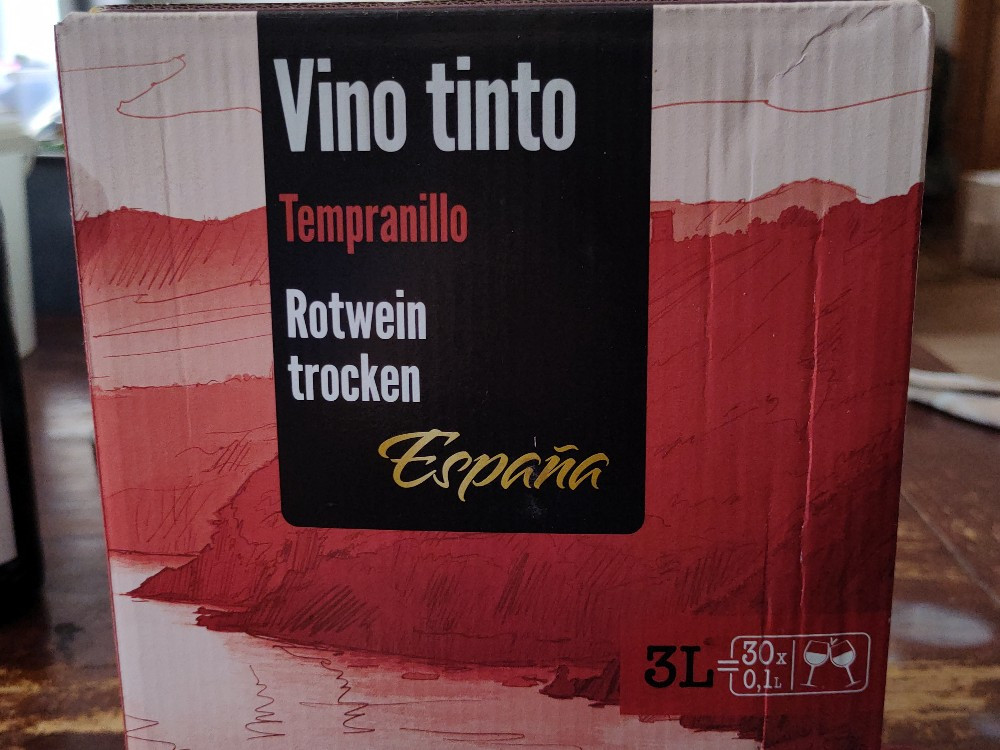 Vino tinto
Tempranillo
Rotwein
trocken
España
3L = 30x
0,1L